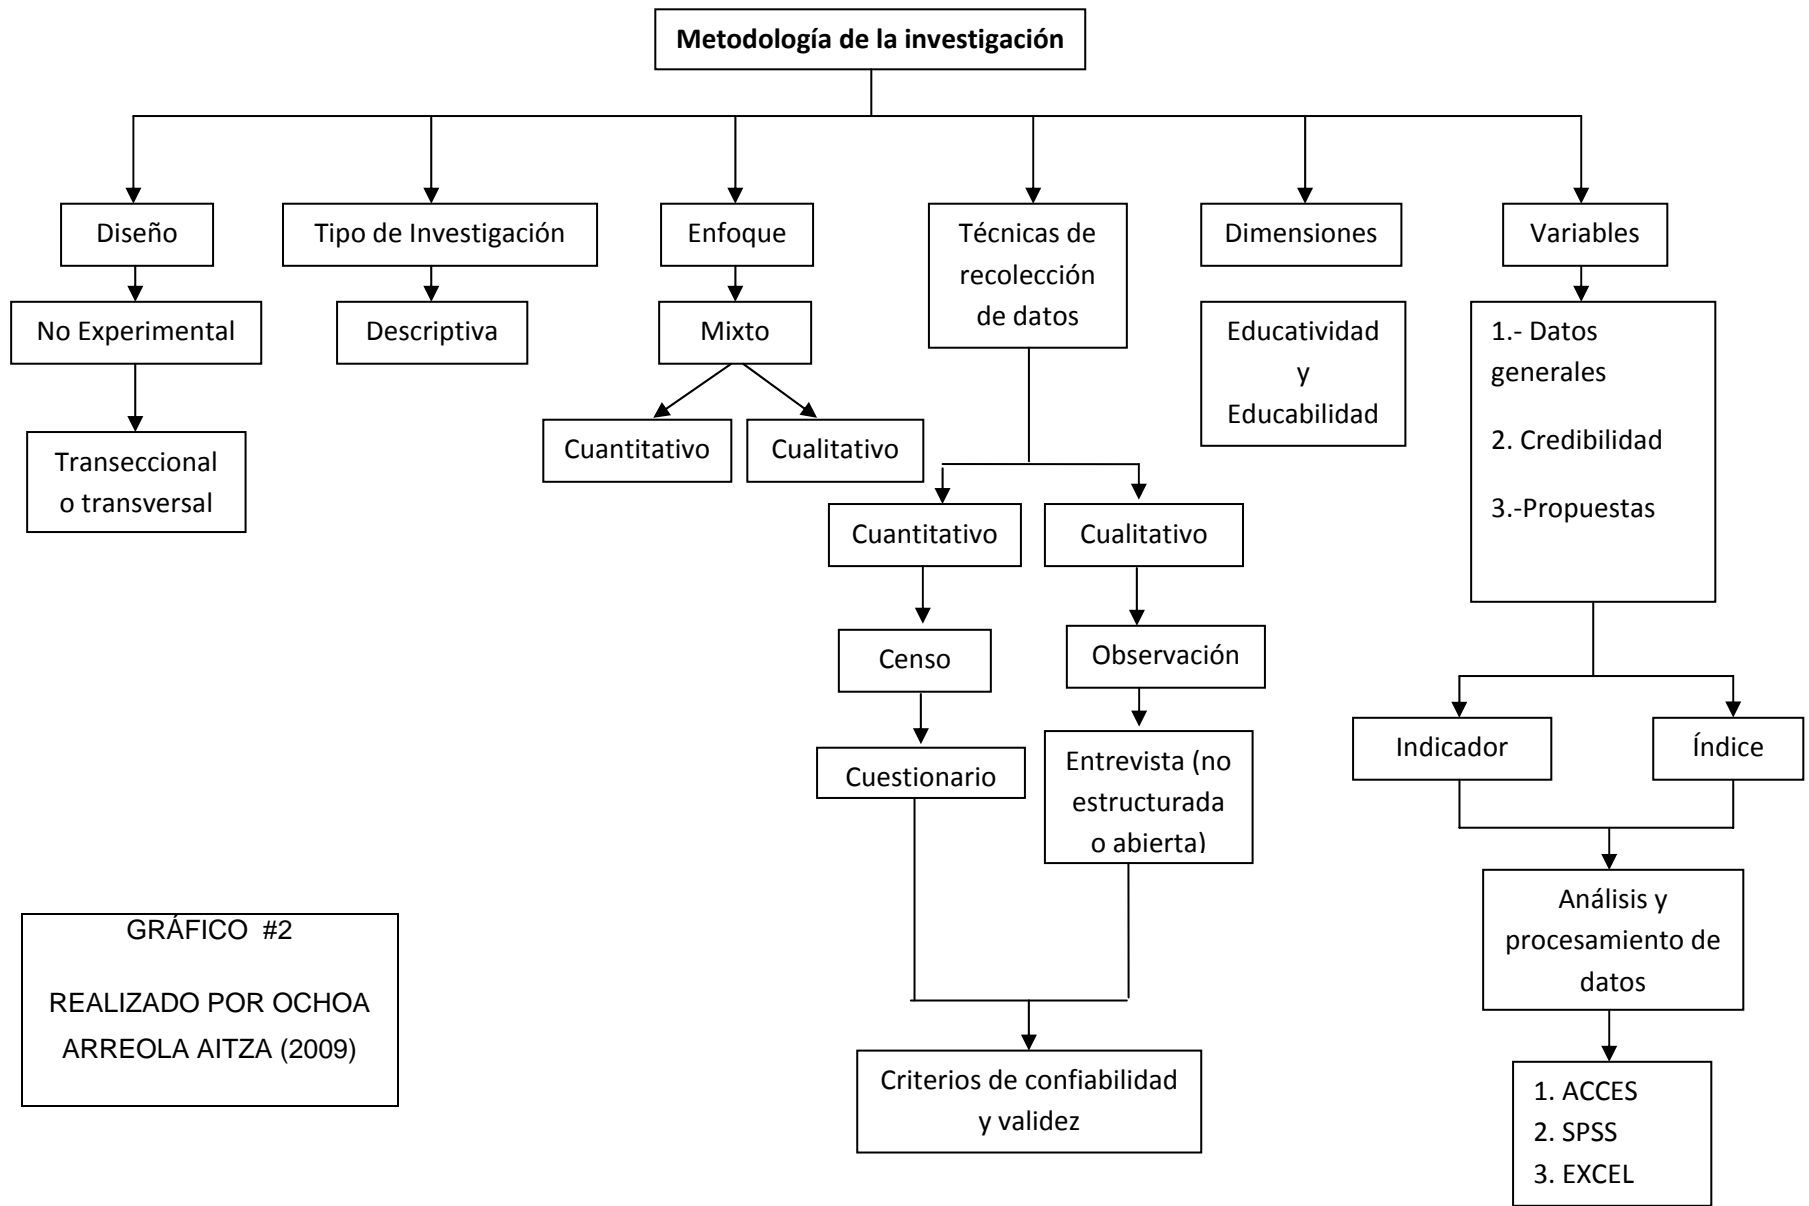 Metodología de la investigación
Diseño
Tipo de Investigación
Enfoque
Técnicas de
recolección
de datos
Dimensiones
Variables
No Experimental
Descriptiva
Mixto
Educatividad
y
Educabilidad
1.- Datos
generales
2. Credibilidad
3.-Propuestas
Transeccional
o transversal
Cuantitativo
Cualitativo
Cuantitativo
Cualitativo
Censo
Observación
Cuestionario
Entrevista (no
estructurada
o abierta)
Indicador
Índice
Análisis y
procesamiento de
datos
GRÁFICO #2
REALIZADO POR OCHOA
ARREOLA AITZA (2009)
Criterios de confiabilidad
y validez
1. ACCES
2. SPSS
3. EXCEL